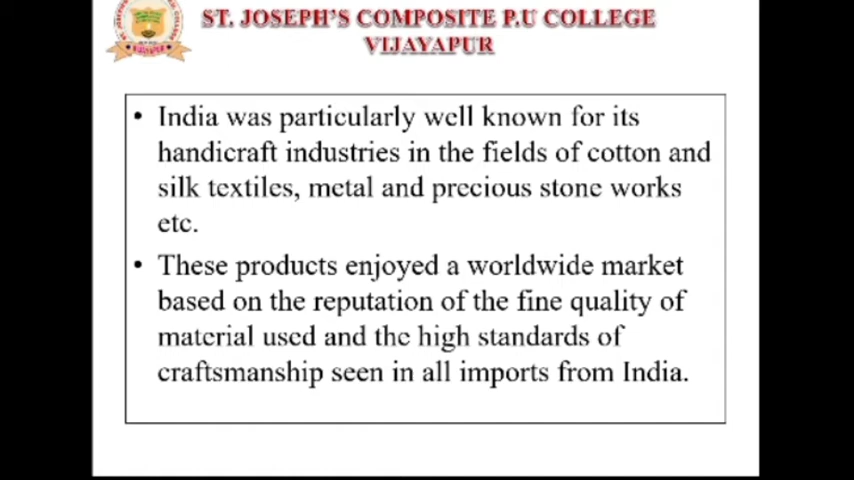 ST. JOSEPH'S COMPOSITE P.U COLLEGE
VIJAYAPUR
• India was particularly well known for its
handicraft industries in the fields of cotton and
silk textiles, metal and precious stone works
etc.
• These products enjoyed a worldwide market
based on the reputation of the fine quality of
material used and the high standards of
craftsmanship seen in all imports from India.